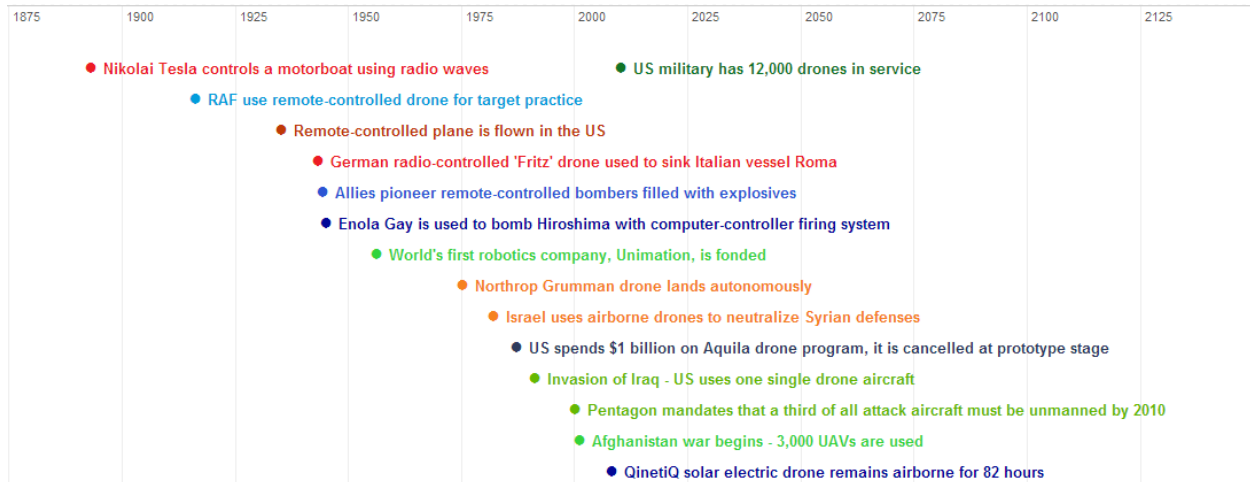 1875 1900 1925 1950 1975 2000 2025 2050 2075 2100 2125
Nikolai Tesla controls a motorboat using radio waves
US military has 12,000 drones in service
RAF use remote-controlled drone for target practice
Remote-controlled plane is flown in the US
German radio-controlled 'Fritz' drone used to sink Italian vessel Roma
Allies pioneer remote-controlled bombers filled with explosives
Enola Gay is used to bomb Hiroshima with computer-controller firing system
World's first robotics company, Unimation, is fonded
Northrop Grumman drone lands autonomously
Israel uses airborne drones to neutralize Syrian defenses
US spends $1 billion on Aquila drone program, it is cancelled at prototype stage
Invasion of Iraq - US uses one single drone aircraft
Pentagon mandates that a third of all attack aircraft must be unmanned by 2010
Afghanistan war begins - 3,000 UAVs are used
QinetiQ solar electric drone remains airborne for 82 hours